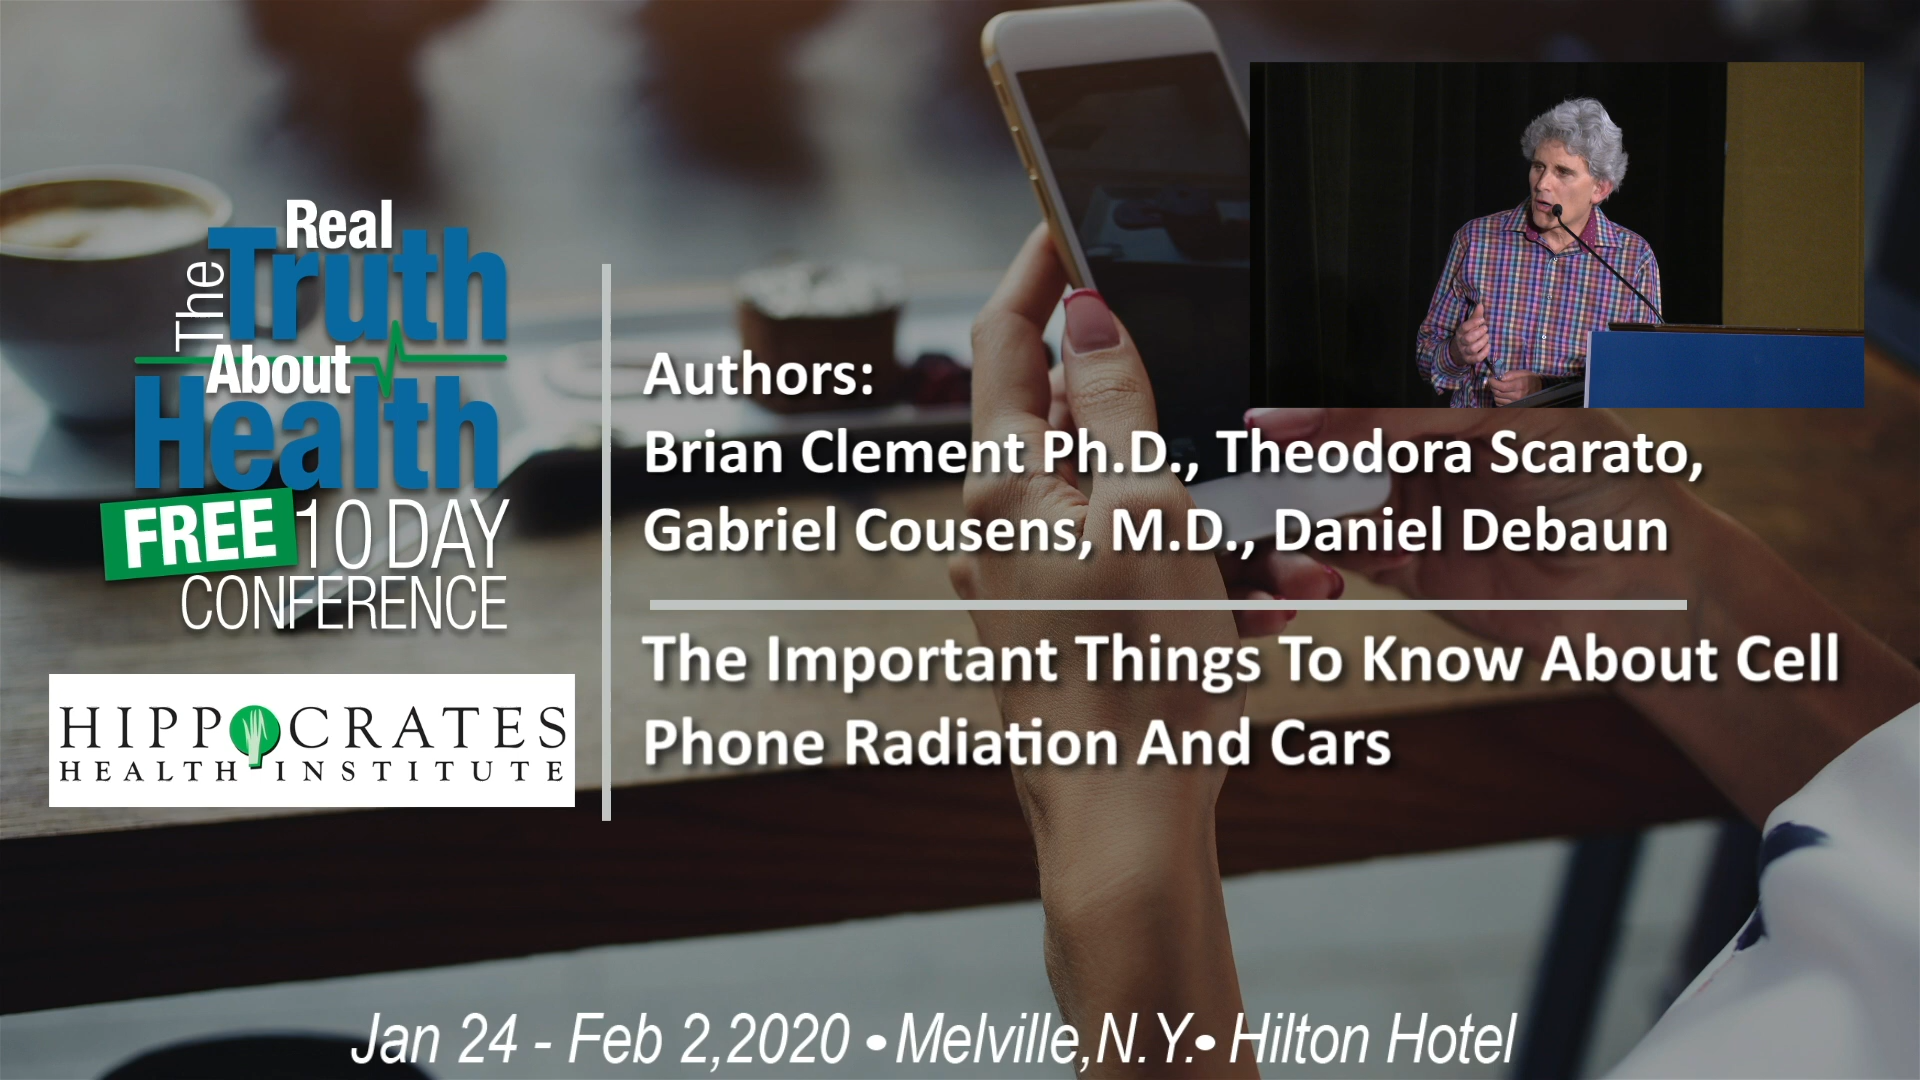 The Real
Truth
About
Health
FREE 10 DAY
CONFERENCE
HIPPOCRATES
HEALTH INSTITUTE
Authors:
Brian Clement Ph.D., Theodora Scarato,
Gabriel Cousens, M.D., Daniel Debaun
The Important Things To Know About Cell
Phone Radiation And Cars
Jan 24 - Feb 2,2020 • Melville,N.Y.• Hilton Hotel